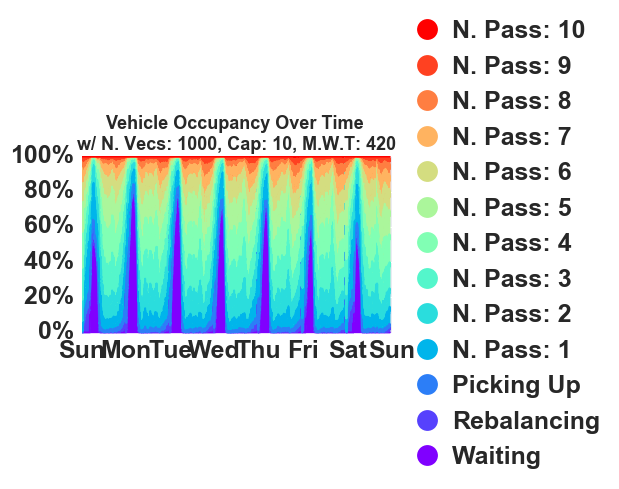 Vehicle Occupancy Over Time
w/ N. Vecs: 1000, Cap: 10, M.W.T: 420
100%
80%
60%
40%
20%
0%
Sun Mon Tue Wed Thu Fri Sat Sun
N. Pass: 10
N. Pass: 9
N. Pass: 8
N. Pass: 7
N. Pass: 6
N. Pass: 5
N. Pass: 4
N. Pass: 3
N. Pass: 2
N. Pass: 1
Picking Up
Rebalancing
Waiting